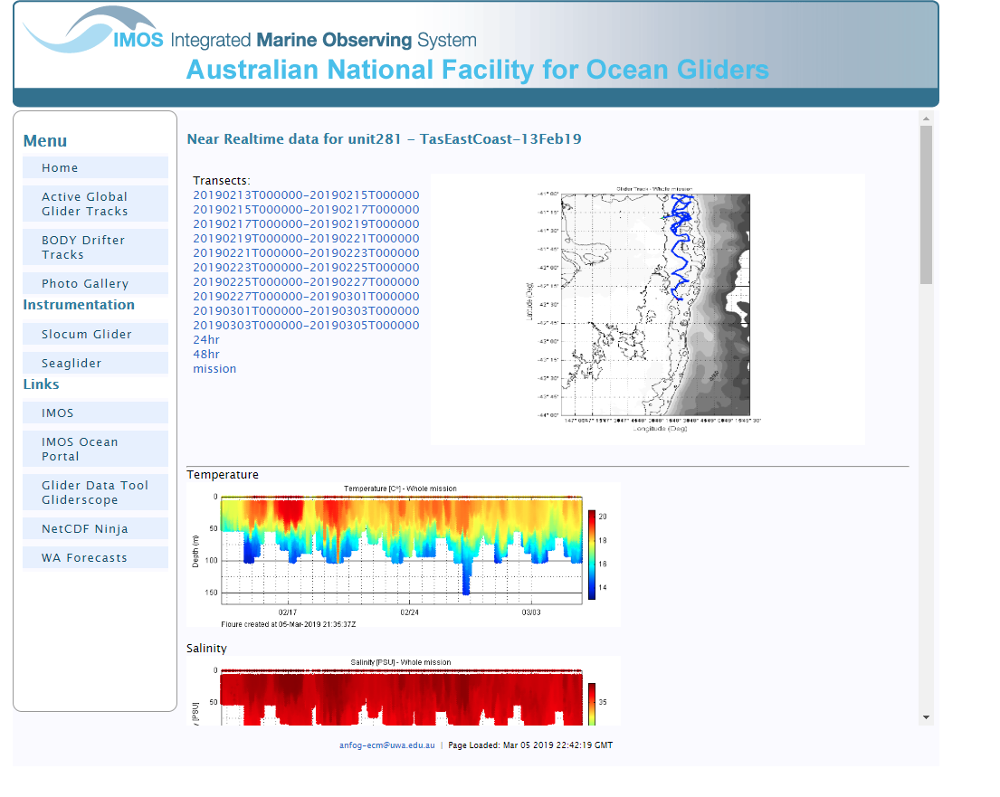 IMOS Integrated Marine Observing System
Australian National Facility for Ocean Gliders
Menu
Home
Active Global
Glider Tracks
BODY Drifter
Tracks
Photo Gallery
Instrumentation
Slocum Glider
Seaglider
Links
IMOS
IMOS Ocean
Portal
Glider Data Tool
Gliderscope
NetCDF Ninja
WA Forecasts
Near Realtime data for unit281 - TasEastCoast-13Feb19
Transects:
20190213T000000-20190215T000000
20190215T000000-20190217T000000
20190217T000000-20190219T000000
20190219T000000-20190221T000000
20190221T000000-20190223T000000
20190223T000000-20190225T000000
20190225T000000-20190227T000000
20190227T000000-20190301T000000
20190301T000000-20190303T000000
20190303T000000-20190305T000000
24hr
48hr
mission
Glider Track - Whole mission
Latitude (Deg)
Longitude (Deg)
Temperature
Temperature [C°] - Whole mission
0
50
100
150
Depth (m)
02/17
02/24
03/03
20
18
16
14
Figure created at 05-Mar-2019 21:35:37Z
Salinity
Salinity [PSU] - Whole mission
0
50
35
anfog-ecm@uwa.edu.au | Page Loaded: Mar 05 2019 22:42:19 GMT